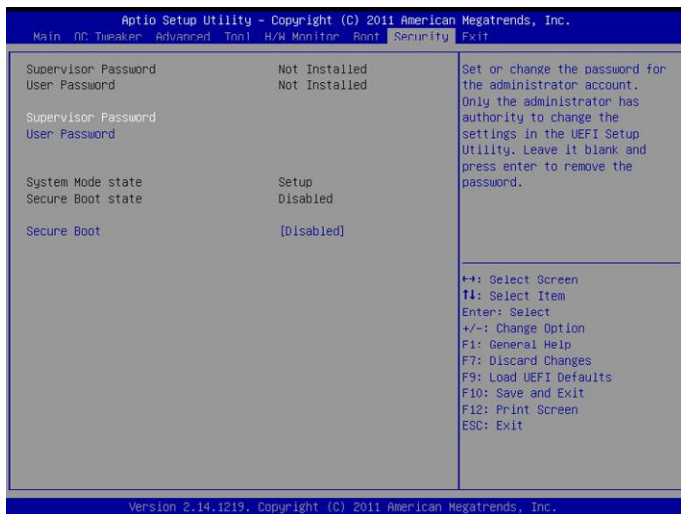 Aptio Setup Utility - Copyright (C) 2011 American Megatrends, Inc.
Main OC Tweaker Advanced Tool H/W Monitor Boot Security Exit
Supervisor Password Not Installed
User Password Not Installed
Supervisor Password
User Password
System Mode state Setup
Secure Boot state Disabled
Secure Boot [Disabled]
Set or change the password for
the administrator account.
Only the administrator has
authority to change the
settings in the UEFI Setup
Utility. Leave it blank and
press enter to remove the
password.
↔: Select Screen
↑↓: Select Item
Enter: Select
+/-: Change Option
F1: General Help
F7: Discard Changes
F9: Load UEFI Defaults
F10: Save and Exit
F12: Print Screen
ESC: Exit
Version 2.14.1219. Copyright (C) 2011 American Megatrends, Inc.